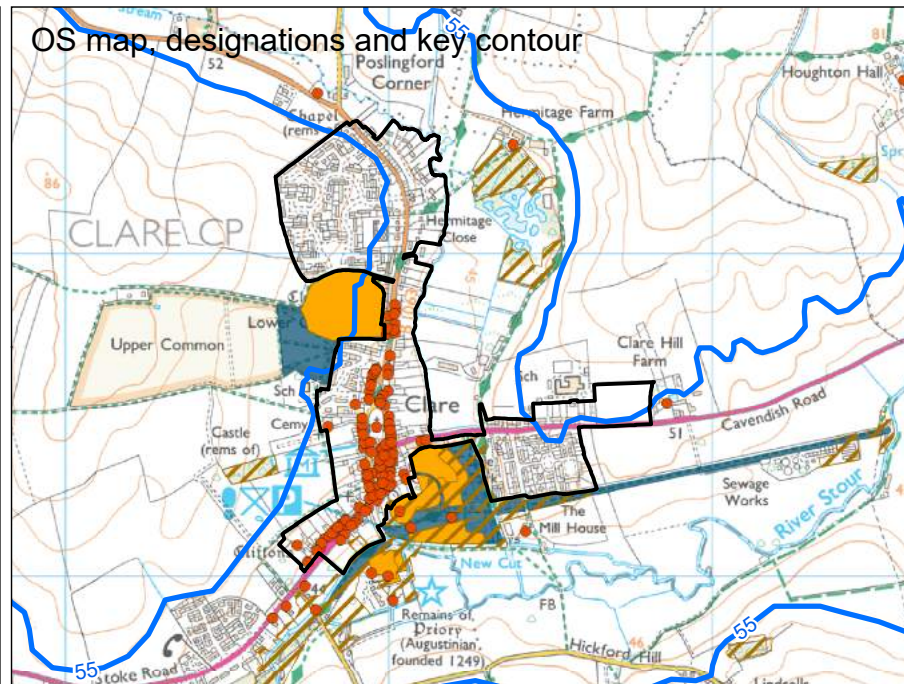 OS map, designations and key contour
55
52
Poslingford
Corner
81
Houghton Hall
Chapel
(rems
Hermitage Farm
86
CLARE CP
Hermitage
Close
45
Lower
Upper Common
Sch
Clare Hill
Farm
Sch
Clare
Cemy
Cavendish Road
51
Castle
(rems of)
Sewage
Works
River Stour
The
Mill House
New Cut
Remains of
Priory
(Augustinian
founded 1249)
FB
Hickford Hill
46
55
55
Stoke Road